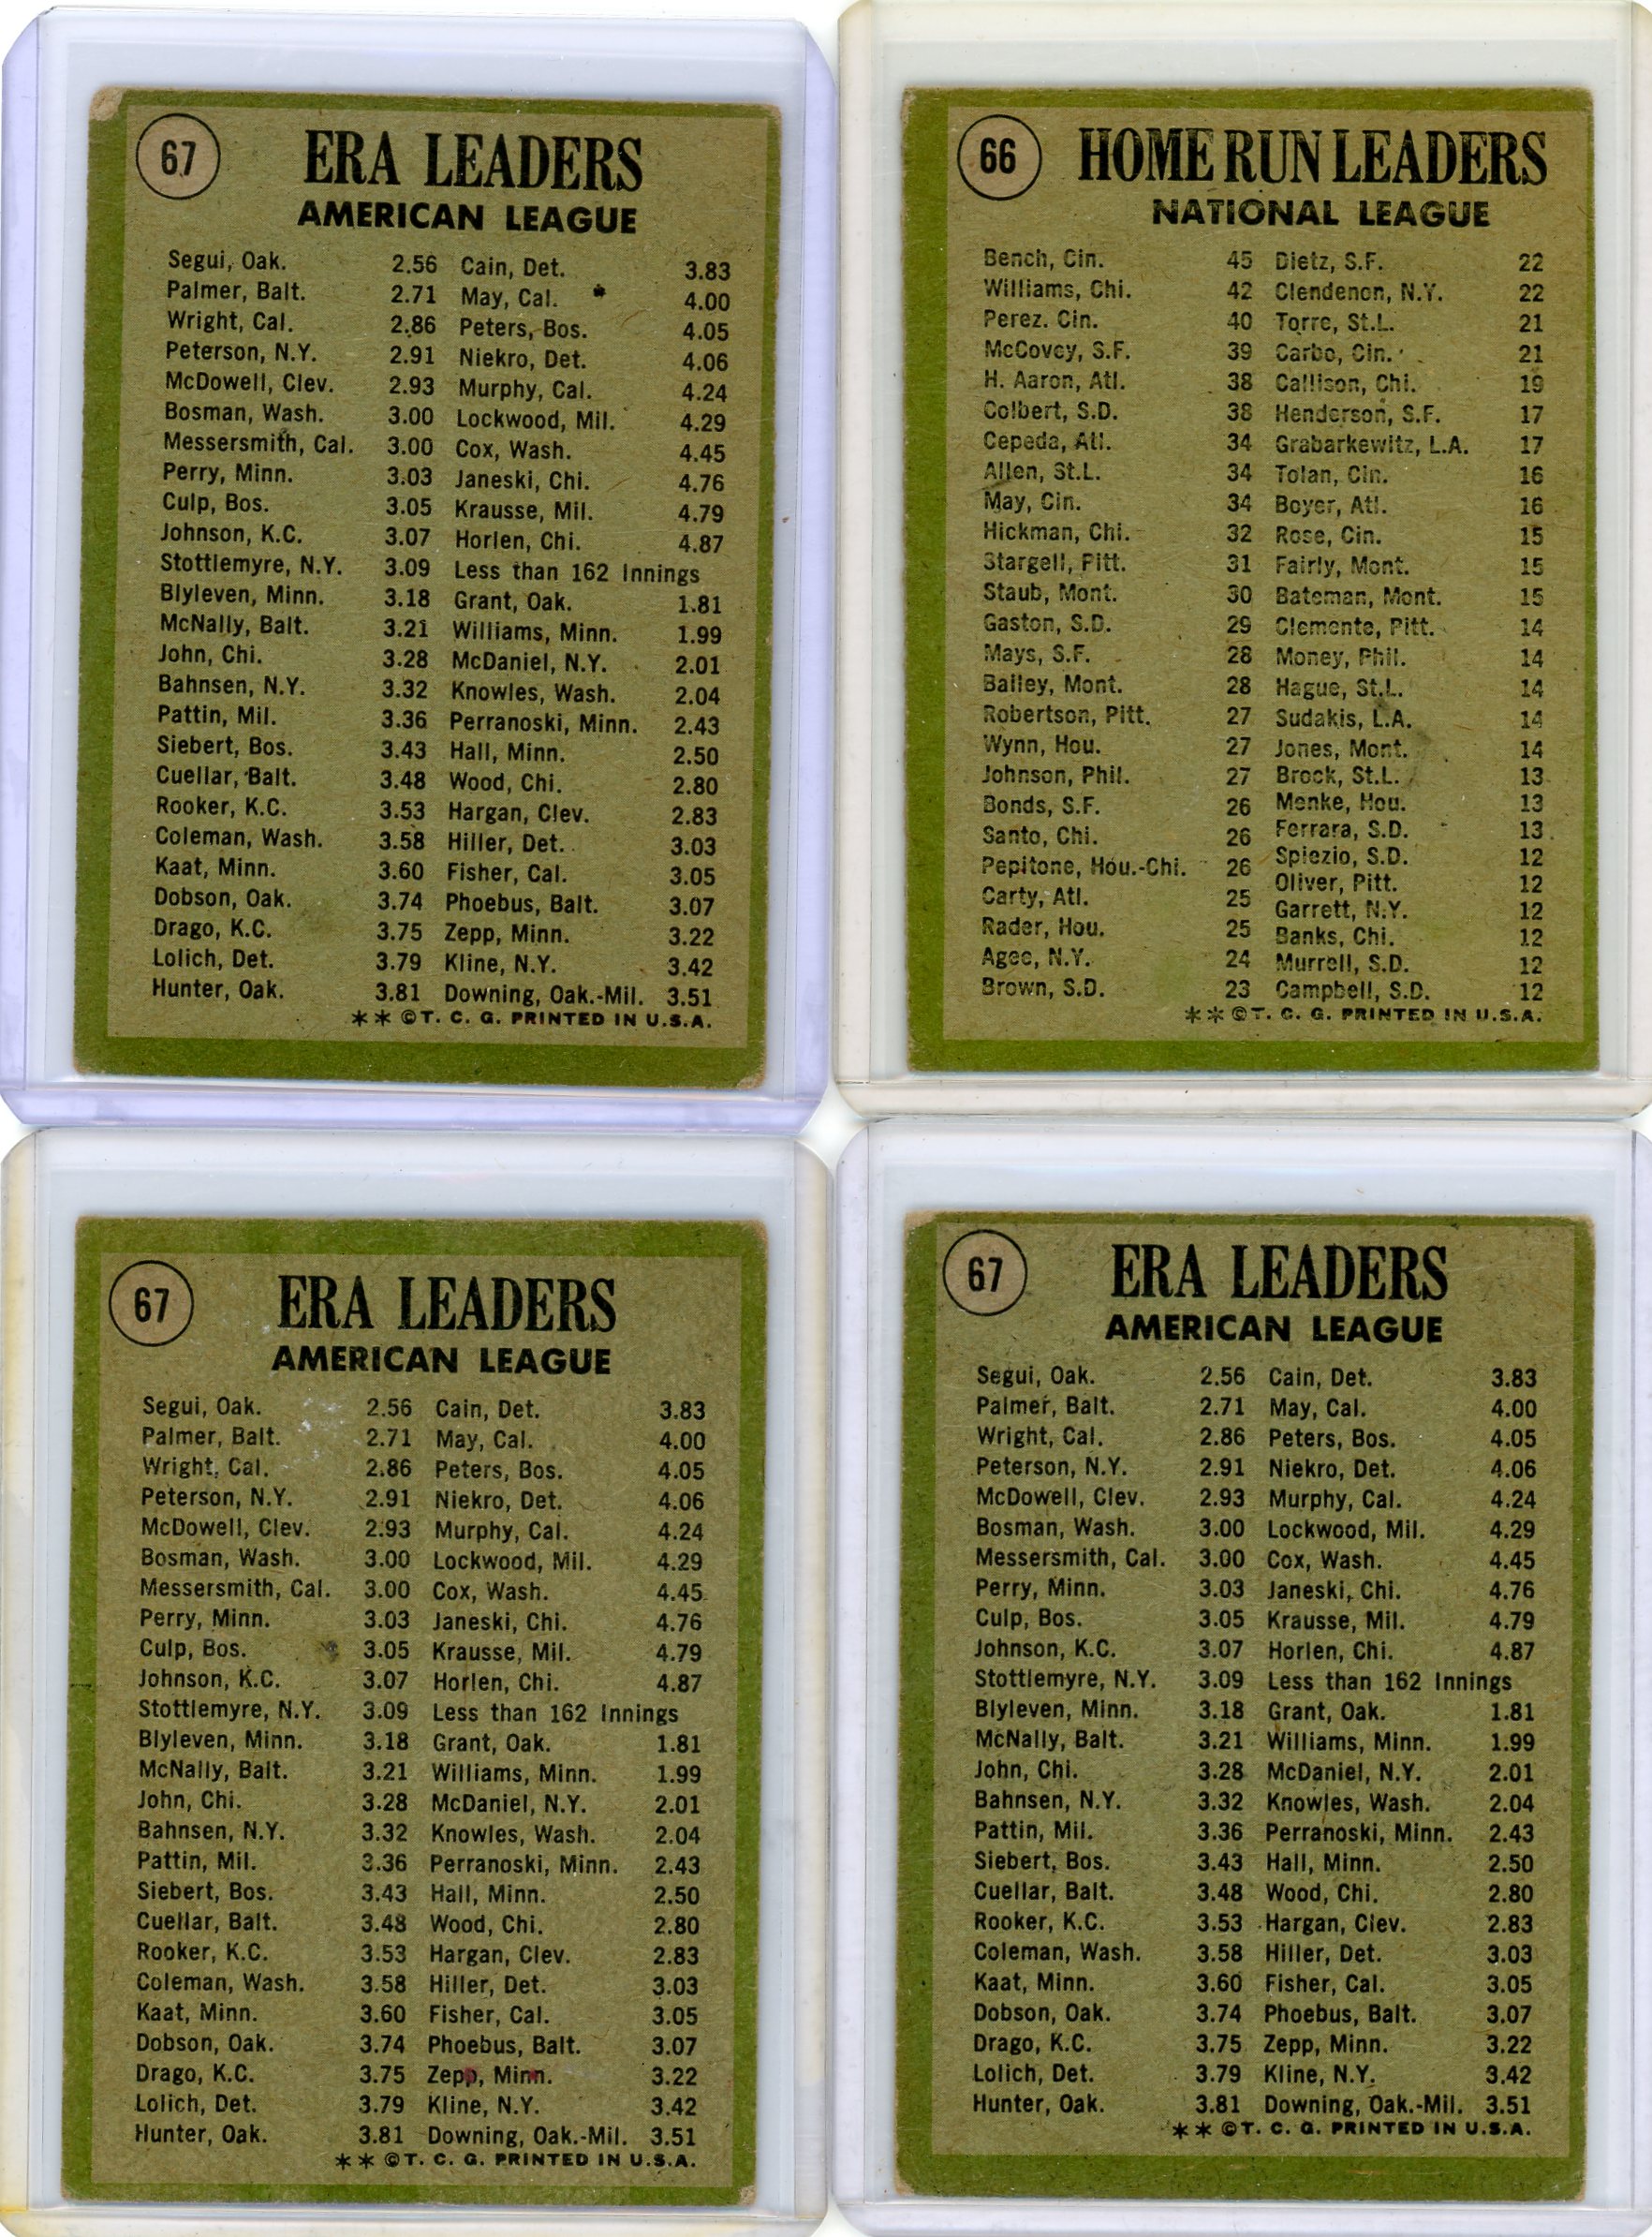 67
ERA LEADERS
AMERICAN LEAGUE
Segui, Oak. 2.56 Cain, Det. 3.83
Palmer, Balt. 2.71 May, Cal. 4.00
Wright, Cal. 2.86 Peters, Bos. 4.05
Peterson, N.Y. 2.91 Niekro, Det. 4.06
McDowell, Clev. 2.93 Murphy, Cal. 4.24
Bosman, Wash. 3.00 Lockwood, Mil. 4.29
Messersmith, Cal. 3.00 Cox, Wash. 4.45
Perry, Minn. 3.03 Janeski, Chi. 4.76
Culp, Bos. 3.05 Krausse, Mil. 4.79
Johnson, K.C. 3.07 Horlen, Chi. 4.87
Stottlemyre, N.Y. 3.09 Less than 162 Innings
Blyleven, Minn. 3.18 Grant, Oak. 1.81
McNally, Balt. 3.21 Williams, Minn. 1.99
John, Chi. 3.28 McDaniel, N.Y. 2.01
Bahnsen, N.Y. 3.32 Knowles, Wash. 2.04
Pattin, Mil. 3.36 Perranoski, Minn. 2.43
Siebert, Bos. 3.43 Hall, Minn. 2.50
Cuellar, Balt. 3.48 Wood, Chi. 2.80
Rooker, K.C. 3.53 Hargan, Clev. 2.83
Coleman, Wash. 3.58 Hiller, Det. 3.03
Kaat, Minn. 3.60 Fisher, Cal. 3.05
Dobson, Oak. 3.74 Phoebus, Balt. 3.07
Drago, K.C. 3.75 Zepp, Minn. 3.22
Lolich, Det. 3.79 Kline, N.Y. 3.42
Hunter, Oak. 3.81 Downing, Oak.-Mil. 3.51
** ©T. C. G. PRINTED IN U.S.A.
66
HOME RUN LEADERS
NATIONAL LEAGUE
Bench, Cin. 45 Dietz, S.F. 22
Williams, Chi. 42 Clendenon, N.Y. 22
Perez. Cin. 40 Torre, St.L. 21
McCovey, S.F. 39 Carbo, Cin. 21
H. Aaron, Atl. 38 Callison, Chi. 19
Colbert, S.D. 38 Henderson, S.F. 17
Cepeda, Atl. 34 Grabarkewitz, L.A. 17
Allen, St.L. 34 Tolan, Cin. 16
May, Cin. 34 Boyer, Atl. 16
Hickman, Chi. 32 Rose, Cin. 15
Stargell, Pitt. 31 Fairly, Mont. 15
Staub, Mont. 30 Bateman, Mont. 15
Gaston, S.D. 29 Clemente, Pitt. 14
Mays, S.F. 28 Money, Phil. 14
Bailey, Mont. 28 Hague, St.L. 14
Robertson, Pitt. 27 Sudakis, L.A. 14
Wynn, Hou. 27 Jones, Mont. 14
Johnson, Phil. 27 Brock, St.L. 13
Bonds, S.F. 26 Menke, Hou. 13
Santo, Chi. 26 Ferrara, S.D. 13
Pepitone, Hou.-Chi. 26 Spiezio, S.D. 12
Carty, Atl. 25 Oliver, Pitt. 12
Rader, Hou. 25 Garrett, N.Y. 12
Agee, N.Y. 24 Banks, Chi. 12
Brown, S.D. 23 Murrell, S.D. 12
Campbell, S.D. 12
** ©T. C. G. PRINTED IN U.S.A.
67
ERA LEADERS
AMERICAN LEAGUE
Segui, Oak. 2.56 Cain, Det. 3.83
Palmer, Balt. 2.71 May, Cal. 4.00
Wright, Cal. 2.86 Peters, Bos. 4.05
Peterson, N.Y. 2.91 Niekro, Det. 4.06
McDowell, Clev. 2.93 Murphy, Cal. 4.24
Bosman, Wash. 3.00 Lockwood, Mil. 4.29
Messersmith, Cal. 3.00 Cox, Wash. 4.45
Perry, Minn. 3.03 Janeski, Chi. 4.76
Culp, Bos. 3.05 Krausse, Mil. 4.79
Johnson, K.C. 3.07 Horlen, Chi. 4.87
Stottlemyre, N.Y. 3.09 Less than 162 Innings
Blyleven, Minn. 3.18 Grant, Oak. 1.81
McNally, Balt. 3.21 Williams, Minn. 1.99
John, Chi. 3.28 McDaniel, N.Y. 2.01
Bahnsen, N.Y. 3.32 Knowles, Wash. 2.04
Pattin, Mil. 3.36 Perranoski, Minn. 2.43
Siebert, Bos. 3.43 Hall, Minn. 2.50
Cuellar, Balt. 3.48 Wood, Chi. 2.80
Rooker, K.C. 3.53 Hargan, Clev. 2.83
Coleman, Wash. 3.58 Hiller, Det. 3.03
Kaat, Minn. 3.60 Fisher, Cal. 3.05
Dobson, Oak. 3.74 Phoebus, Balt. 3.07
Drago, K.C. 3.75 Zepp, Minn. 3.22
Lolich, Det. 3.79 Kline, N.Y. 3.42
Hunter, Oak. 3.81 Downing, Oak.-Mil. 3.51
** ©T. C. G. PRINTED IN U.S.A.
67
ERA LEADERS
AMERICAN LEAGUE
Segui, Oak. 2.56 Cain, Det. 3.83
Palmer, Balt. 2.71 May, Cal. 4.00
Wright, Cal. 2.86 Peters, Bos. 4.05
Peterson, N.Y. 2.91 Niekro, Det. 4.06
McDowell, Clev. 2.93 Murphy, Cal. 4.24
Bosman, Wash. 3.00 Lockwood, Mil. 4.29
Messersmith, Cal. 3.00 Cox, Wash. 4.45
Perry, Minn. 3.03 Janeski, Chi. 4.76
Culp, Bos. 3.05 Krausse, Mil. 4.79
Johnson, K.C. 3.07 Horlen, Chi. 4.87
Stottlemyre, N.Y. 3.09 Less than 162 Innings
Blyleven, Minn. 3.18 Grant, Oak. 1.81
McNally, Balt. 3.21 Williams, Minn. 1.99
John, Chi. 3.28 McDaniel, N.Y. 2.01
Bahnsen, N.Y. 3.32 Knowles, Wash. 2.04
Pattin, Mil. 3.36 Perranoski, Minn. 2.43
Siebert, Bos. 3.43 Hall, Minn. 2.50
Cuellar, Balt. 3.48 Wood, Chi. 2.80
Rooker, K.C. 3.53 Hargan, Clev. 2.83
Coleman, Wash. 3.58 Hiller, Det. 3.03
Kaat, Minn. 3.60 Fisher, Cal. 3.05
Dobson, Oak. 3.74 Phoebus, Balt. 3.07
Drago, K.C. 3.75 Zepp, Minn. 3.22
Lolich, Det. 3.79 Kline, N.Y. 3.42
Hunter, Oak. 3.81 Downing, Oak.-Mil. 3.51
** ©T. C. G. PRINTED IN U.S.A.